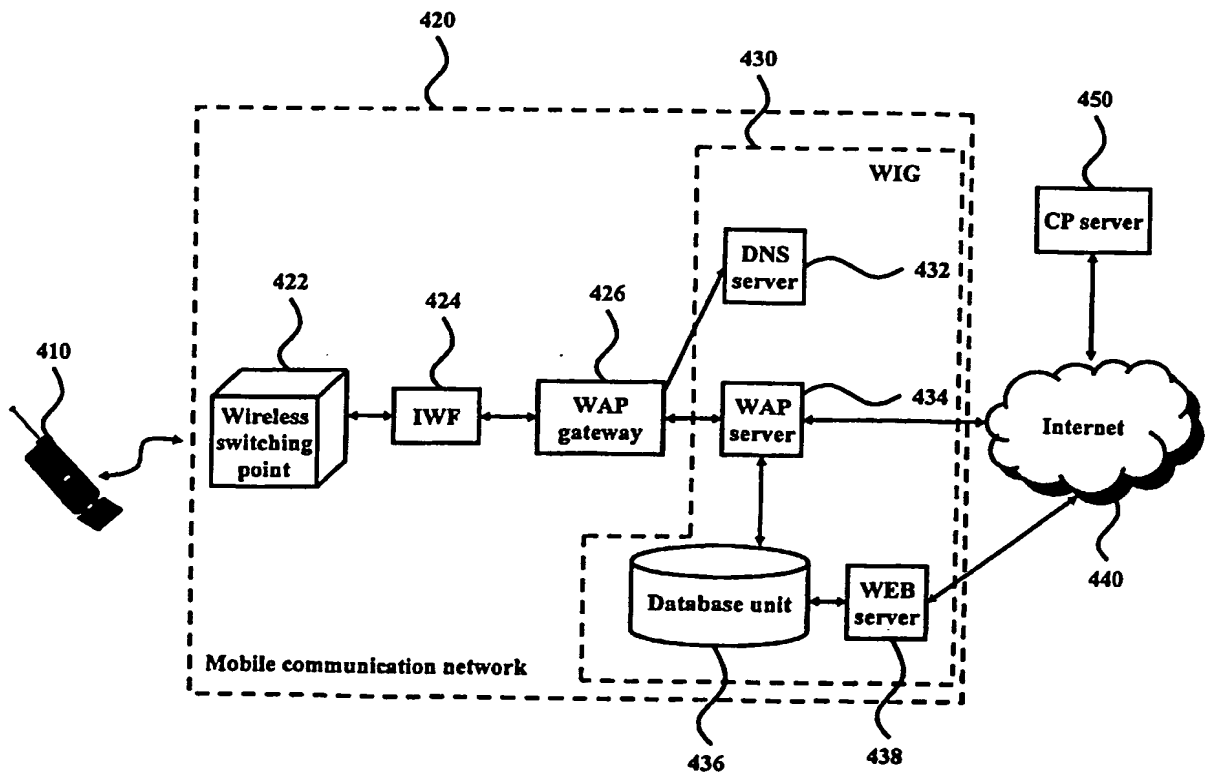 420
430
450
WIG
CP server
DNS
server
432
422
424
426
410
Wireless
switching
point
IWF
WAP
gateway
WAP
server
434
Internet
440
Database unit
WEB
server
Mobile communication network
436
438